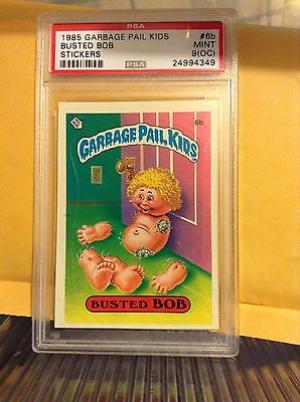 PSA
1985 GARBAGE PAIL KIDS #6b
BUSTED BOB MINT
STICKERS 9(OC)
PSA 24994349
6b
GARBAGE PAIL KIDS
BUSTED BOB